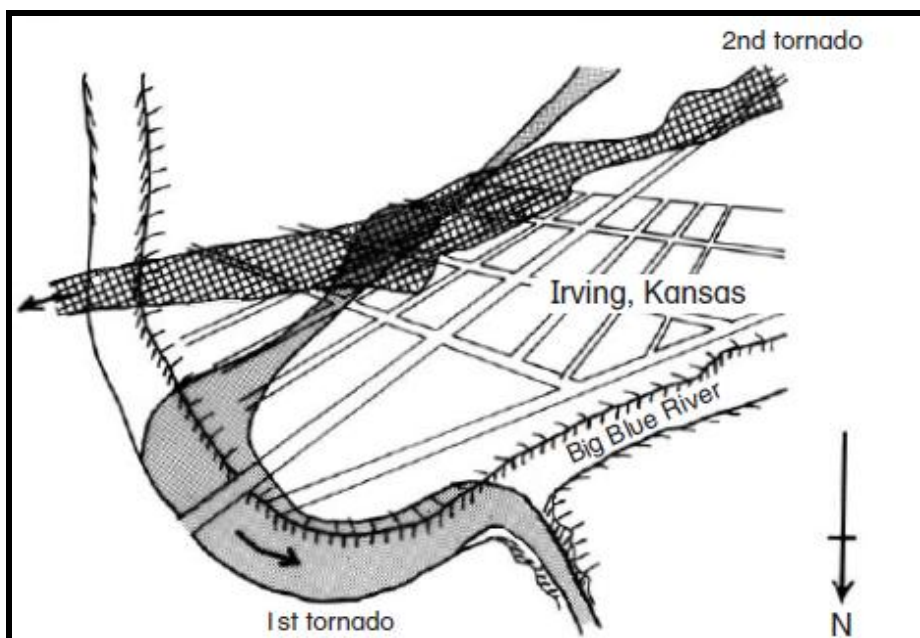 2nd tornado
Irving, Kansas
Big Blue River
1st tornado
N